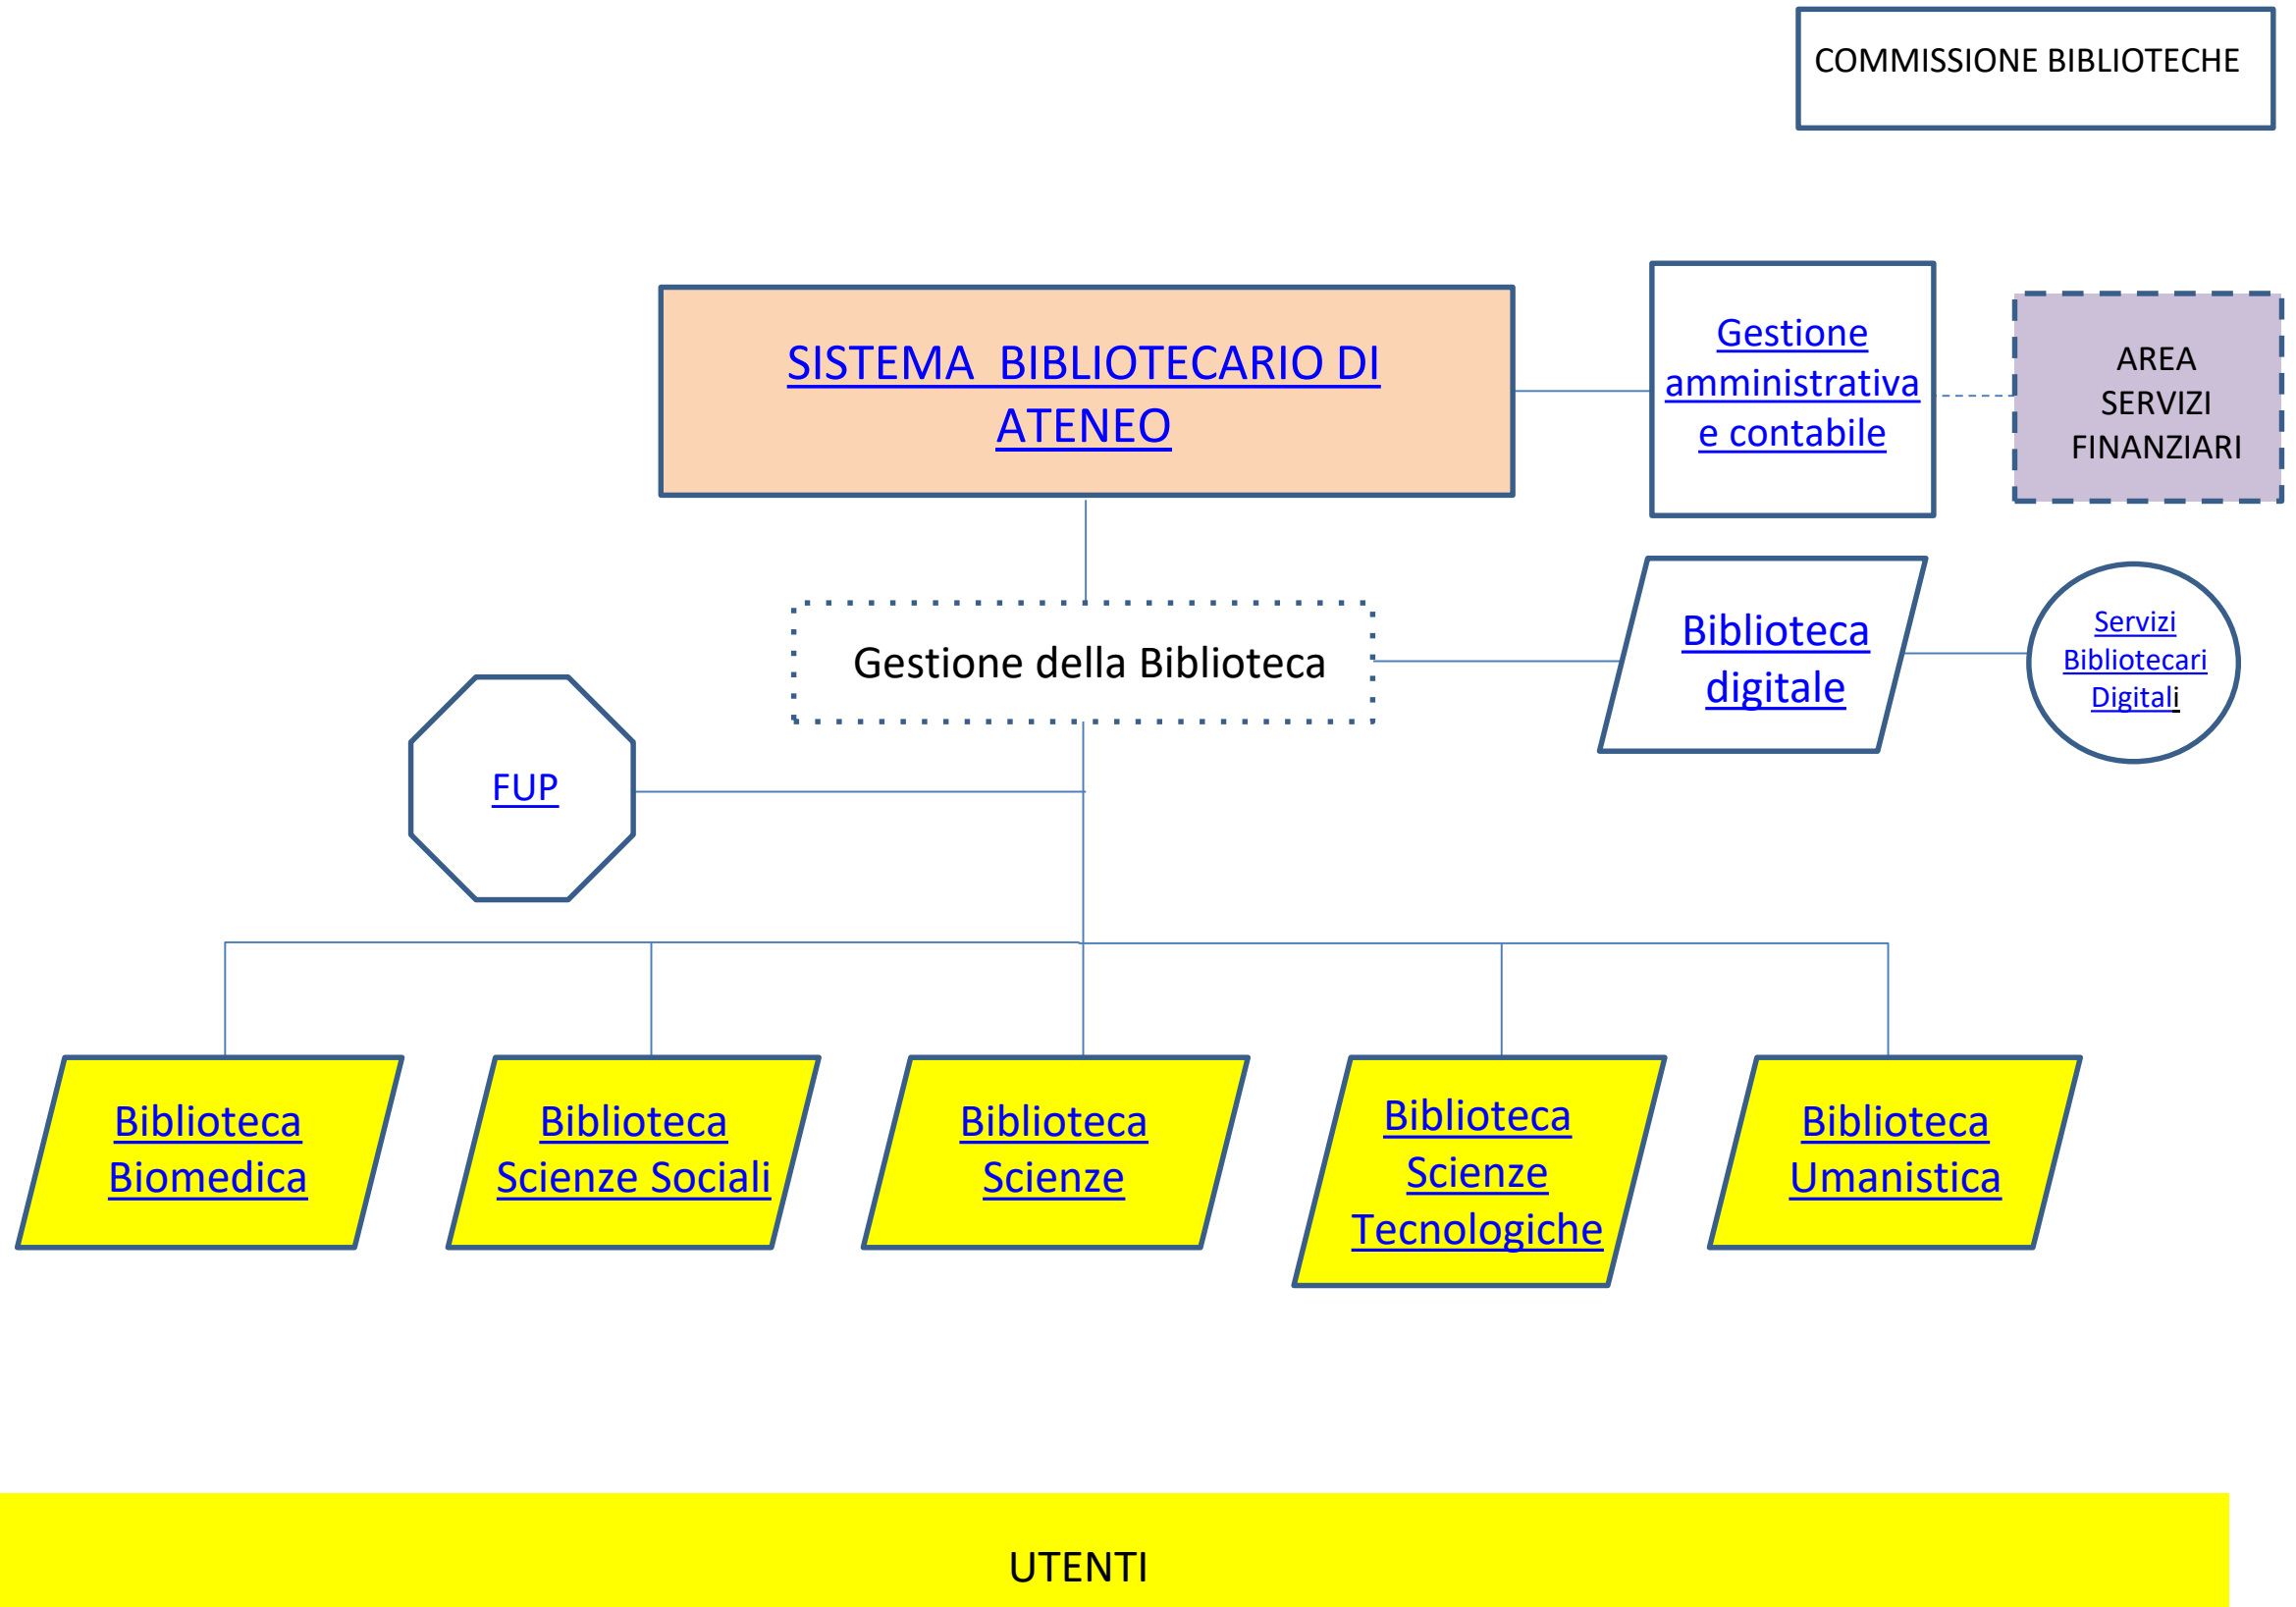 COMMISSIONE BIBLIOTECHE
SISTEMA  BIBLIOTECARIO DI
ATENEO
Gestione
amministrativa
e contabile
AREA
SERVIZI
FINANZIARI
Gestione della Biblioteca
Biblioteca
digitale
Servizi
Bibliotecari
Digitali
FUP
Biblioteca
Biomedica
Biblioteca
Scienze Sociali
Biblioteca
Scienze
Biblioteca
Scienze
Tecnologiche
Biblioteca
Umanistica
UTENTI